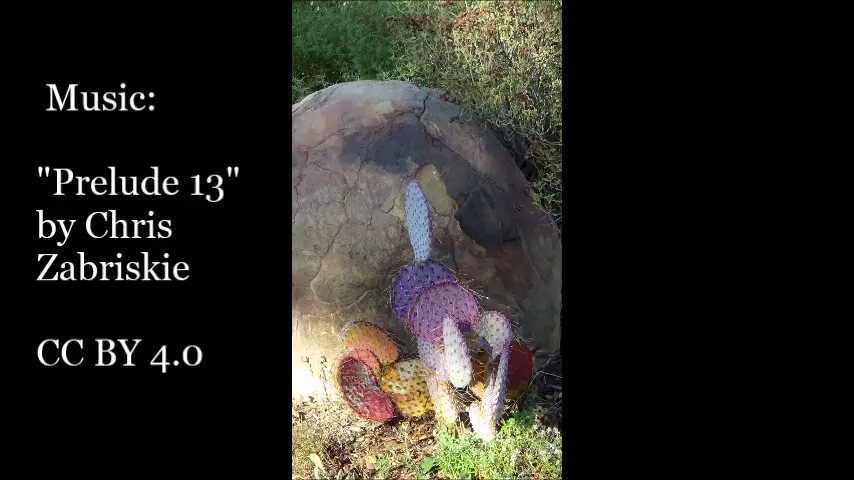 Music:
"Prelude 13"
by Chris
Zabriskie
CC BY 4.0